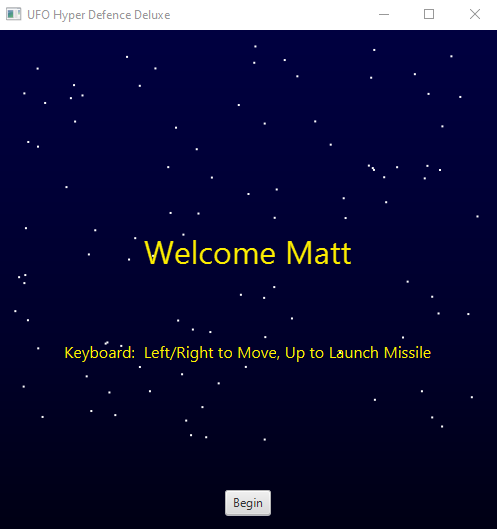 UFO Hyper Defence Deluxe
Welcome Matt
Keyboard:  Left/Right to Move, Up to Launch Missile
Begin